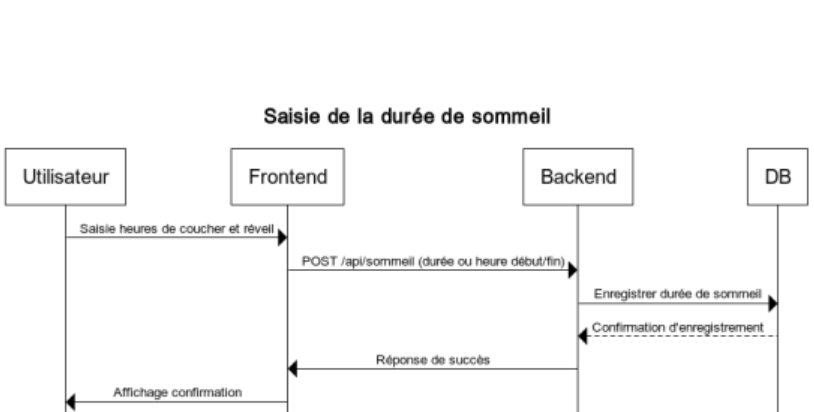 Saisie de la durée de sommeil
Utilisateur
Frontend
Backend
DB
Saisie heures de coucher et réveil
POST /api/sommeil (durée ou heure début/fin)
Enregistrer durée de sommeil
Confirmation d'enregistrement
Réponse de succès
Affichage confirmation